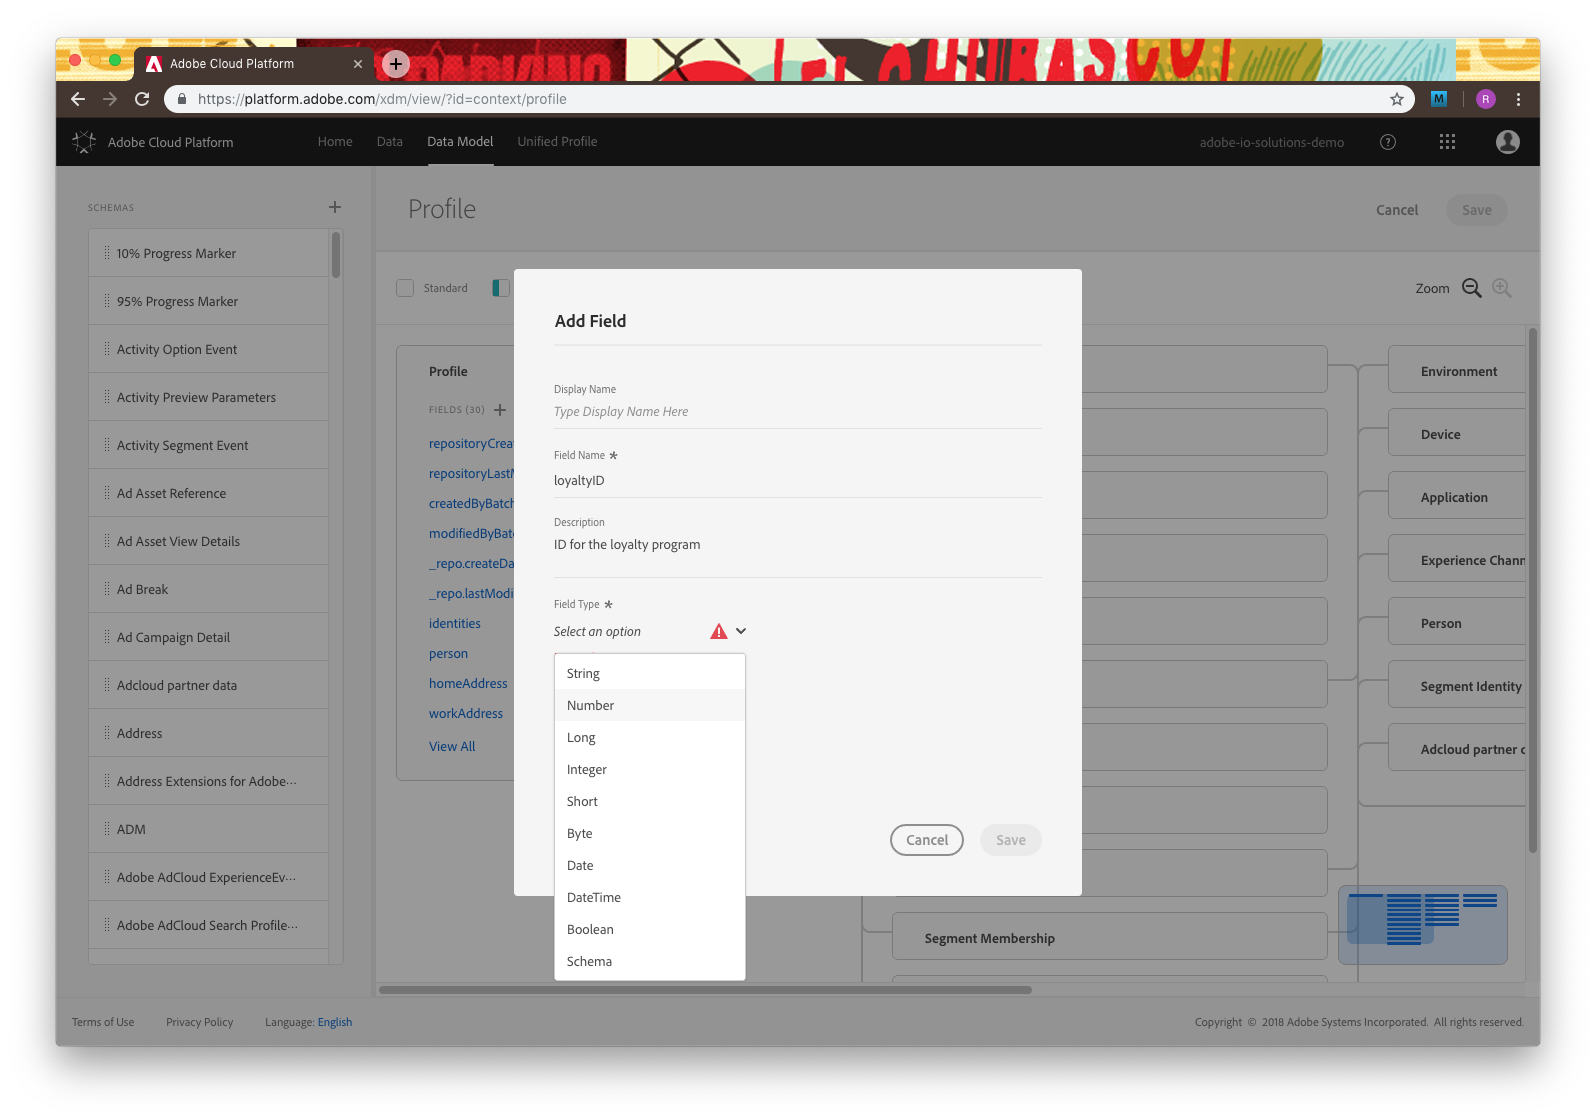 Adobe Cloud Platform
https://platform.adobe.com/xdm/view/?id=context/profile
M
R
Adobe Cloud Platform
Home
Data
Data Model
Unified Profile
adobe-io-solutions-demo
SCHEMAS
10% Progress Marker
95% Progress Marker
Activity Option Event
Activity Preview Parameters
Activity Segment Event
Ad Asset Reference
Ad Asset View Details
Ad Break
Ad Campaign Detail
Adcloud partner data
Address
Address Extensions for Adobe···
ADM
Adobe AdCloud ExperienceEv···
Adobe AdCloud Search Profile···
Profile
Cancel
Save
Standard
Zoom
Profile
FIELDS (30)
repositoryCrea
repositoryLastM
createdByBatch
modifiedByBat
_repo.createDa
_repo.lastModi
identities
person
homeAddress
workAddress
View All
Add Field
Display Name
Type Display Name Here
Field Name *
loyaltyID
Description
ID for the loyalty program
Field Type *
Select an option
String
Number
Long
Integer
Short
Byte
Date
DateTime
Boolean
Schema
Cancel
Save
Segment Membership
Environment
Device
Application
Experience Chann
Person
Segment Identity
Adcloud partner
Terms of Use
Privacy Policy
Language: English
Copyright © 2018 Adobe Systems Incorporated. All rights reserved.